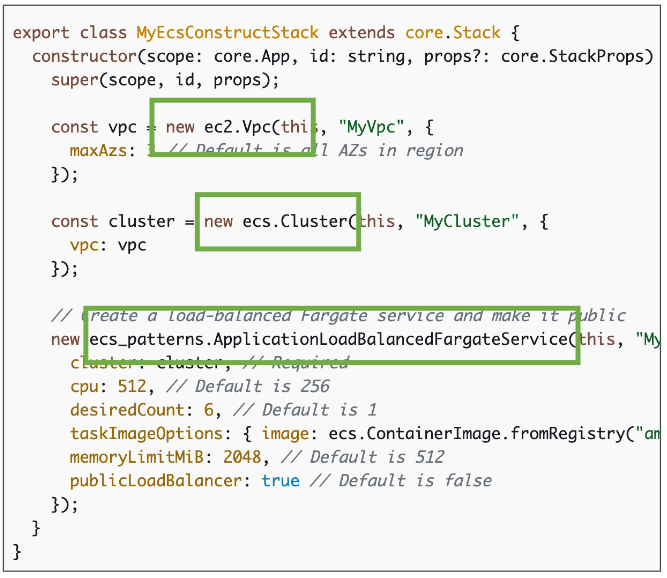 export class MyEcsConstructStack extends core.Stack {
constructor(scope: core.App, id: string, props?: core.StackProps)
super(scope, id, props);
const vpc = new ec2.Vpc(this, "MyVpc", {
maxAzs: 3 // Default is all AZs in region
});
const cluster = new ecs.Cluster(this, "MyCluster", {
vpc: vpc
});
// Create a load-balanced Fargate service and make it public
new ecs_patterns.ApplicationLoadBalancedFargateService(this, "My
cluster: cluster, // Required
cpu: 512, // Default is 256
desiredCount: 6, // Default is 1
taskImageOptions: { image: ecs.ContainerImage.fromRegistry("am
memoryLimitMiB: 2048, // Default is 512
publicLoadBalancer: true // Default is false
});
}
}